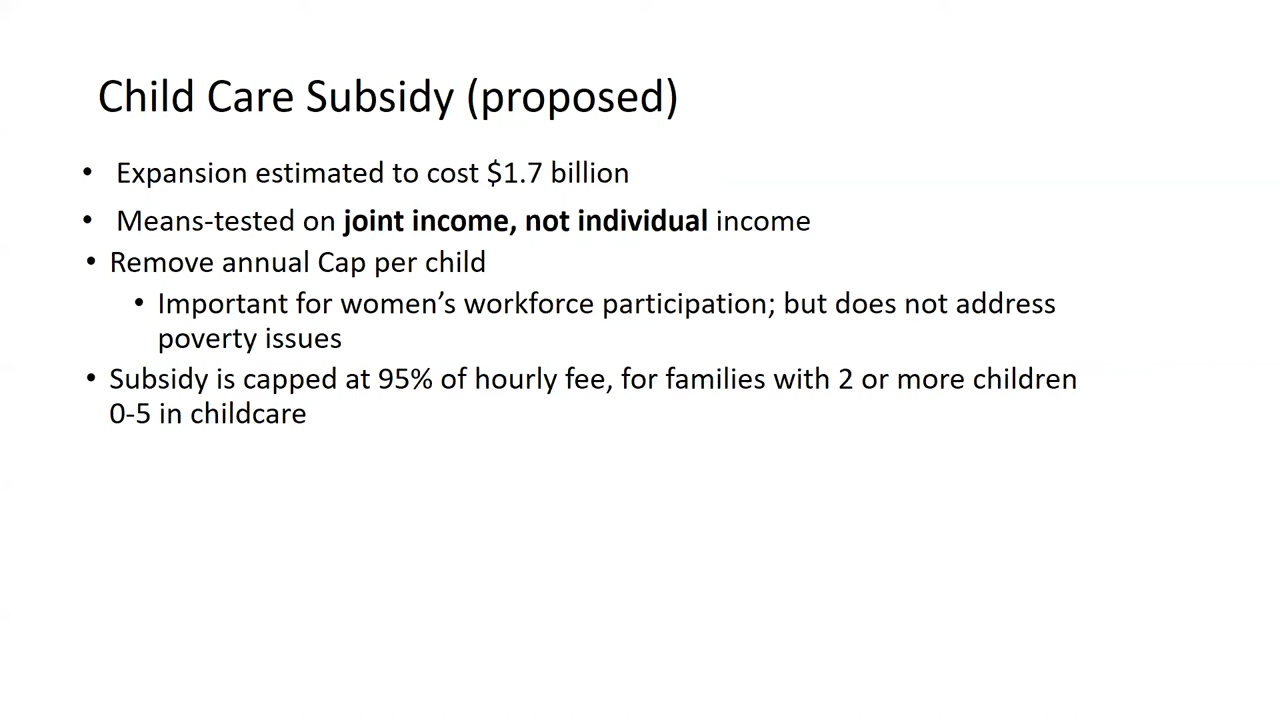 Child Care Subsidy (proposed)
• Expansion estimated to cost $1.7 billion
• Means-tested on joint income, not individual income
• Remove annual Cap per child
• Important for women’s workforce participation; but does not address
poverty issues
• Subsidy is capped at 95% of hourly fee, for families with 2 or more children
0-5 in childcare